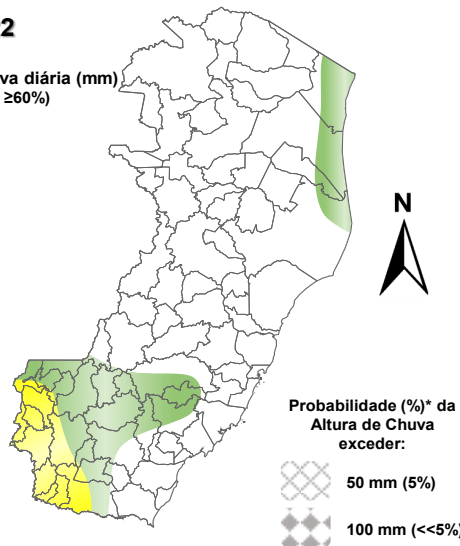 2
va diária (mm)
≥60%)
N
Probabilidade (%)* da
Altura de Chuva
exceder:
50 mm (5%)
100 mm (<<5%)